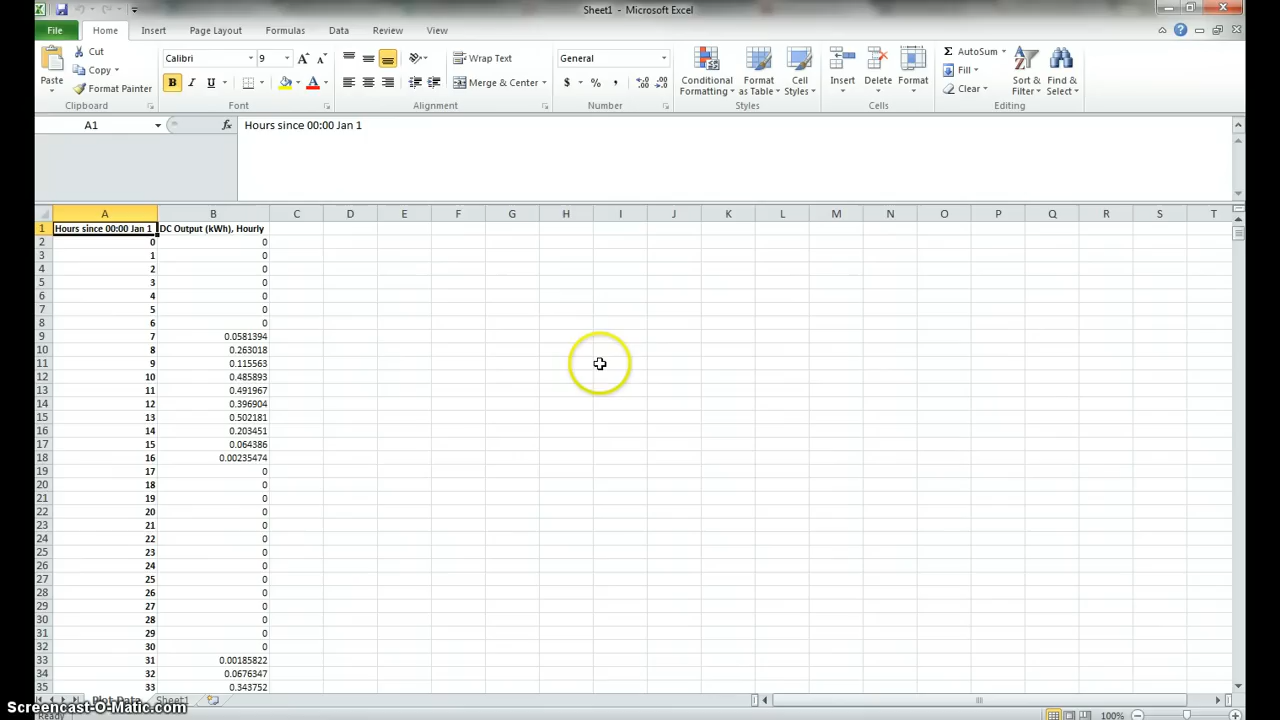 Sheet1 - Microsoft Excel
File Home Insert Page Layout Formulas Data Review View
Paste
Cut
Copy
Format Painter
Clipboard
Calibri 9
B I U A
Font
Wrap Text
Merge & Center
Alignment
General
$ % ,
Number
Conditional Formatting
Format as Table
Cell Styles
Styles
Insert Delete Format
Cells
AutoSum
Fill
Clear
Sort & Filter
Find & Select
Editing
A1 fx Hours since 00:00 Jan 1
A B C D E F G H I J K L M N O P Q R S T
1 Hours since 00:00 Jan 1 DC Output (kWh), Hourly
2 0 0
3 1 0
4 2 0
5 3 0
6 4 0
7 5 0
8 6 0
9 7 0.0581394
10 8 0.263018
11 9 0.115563
12 10 0.485893
13 11 0.491967
14 12 0.396904
15 13 0.502181
16 14 0.203451
17 15 0.064386
18 16 0.00235474
19 17 0
20 18 0
21 19 0
22 20 0
23 21 0
24 22 0
25 23 0
26 24 0
27 25 0
28 26 0
29 27 0
30 28 0
31 29 0
32 30 0
33 31 0.00185822
34 32 0.0676347
35 33 0.343752
Plot Data Sheet1
Screencast-O-Matic.com
Ready 100%